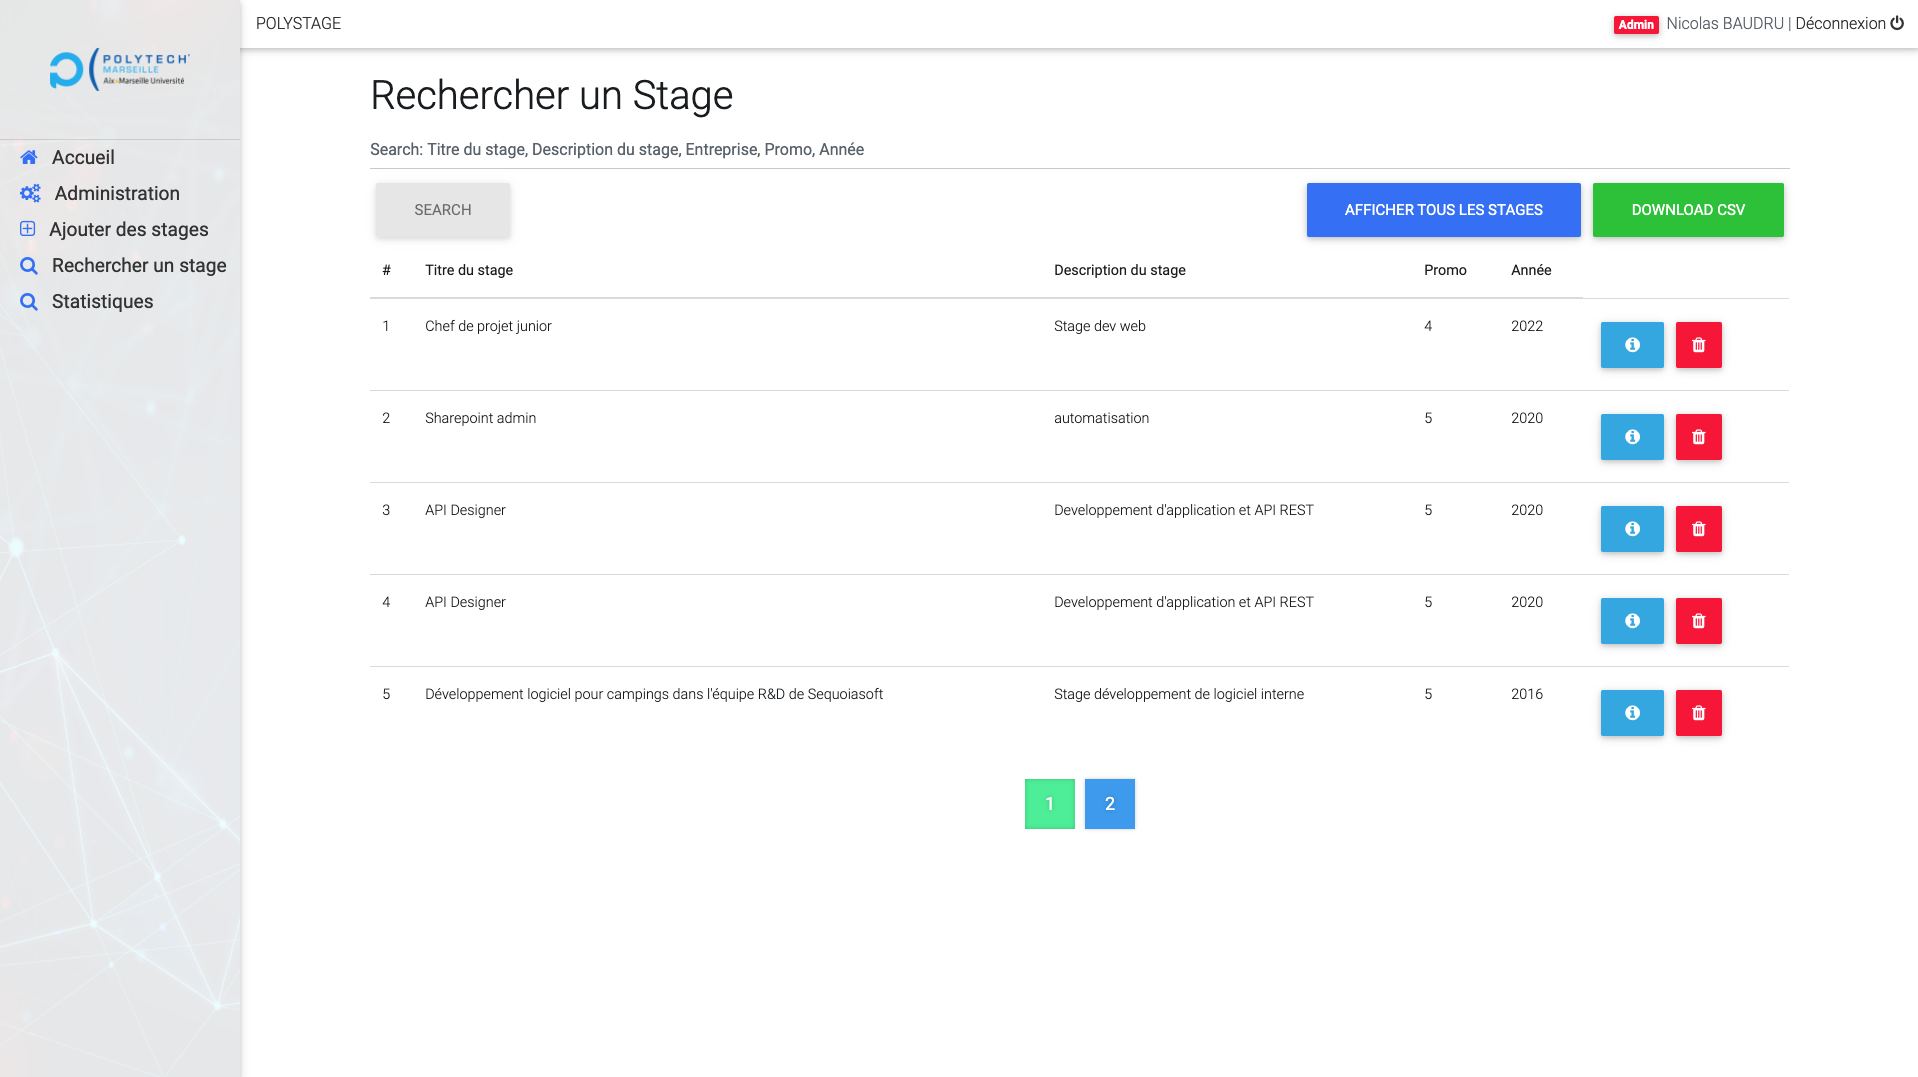 POLYSTAGE
Admin Nicolas BAUDRU | Déconnexion
POLYTECH
MARSEILLE
Aix*Marseille Université
Accueil
Administration
Ajouter des stages
Rechercher un stage
Statistiques
Rechercher un Stage
Search: Titre du stage, Description du stage, Entreprise, Promo, Année
SEARCH
AFFICHER TOUS LES STAGES
DOWNLOAD CSV
# Titre du stage Description du stage Promo Année
1 Chef de projet junior Stage dev web 4 2022
2 Sharepoint admin automatisation 5 2020
3 API Designer Developpement d'application et API REST 5 2020
4 API Designer Developpement d'application et API REST 5 2020
5 Développement logiciel pour campings dans l'équipe R&D de Sequoiasoft Stage développement de logiciel interne 5 2016
1 2